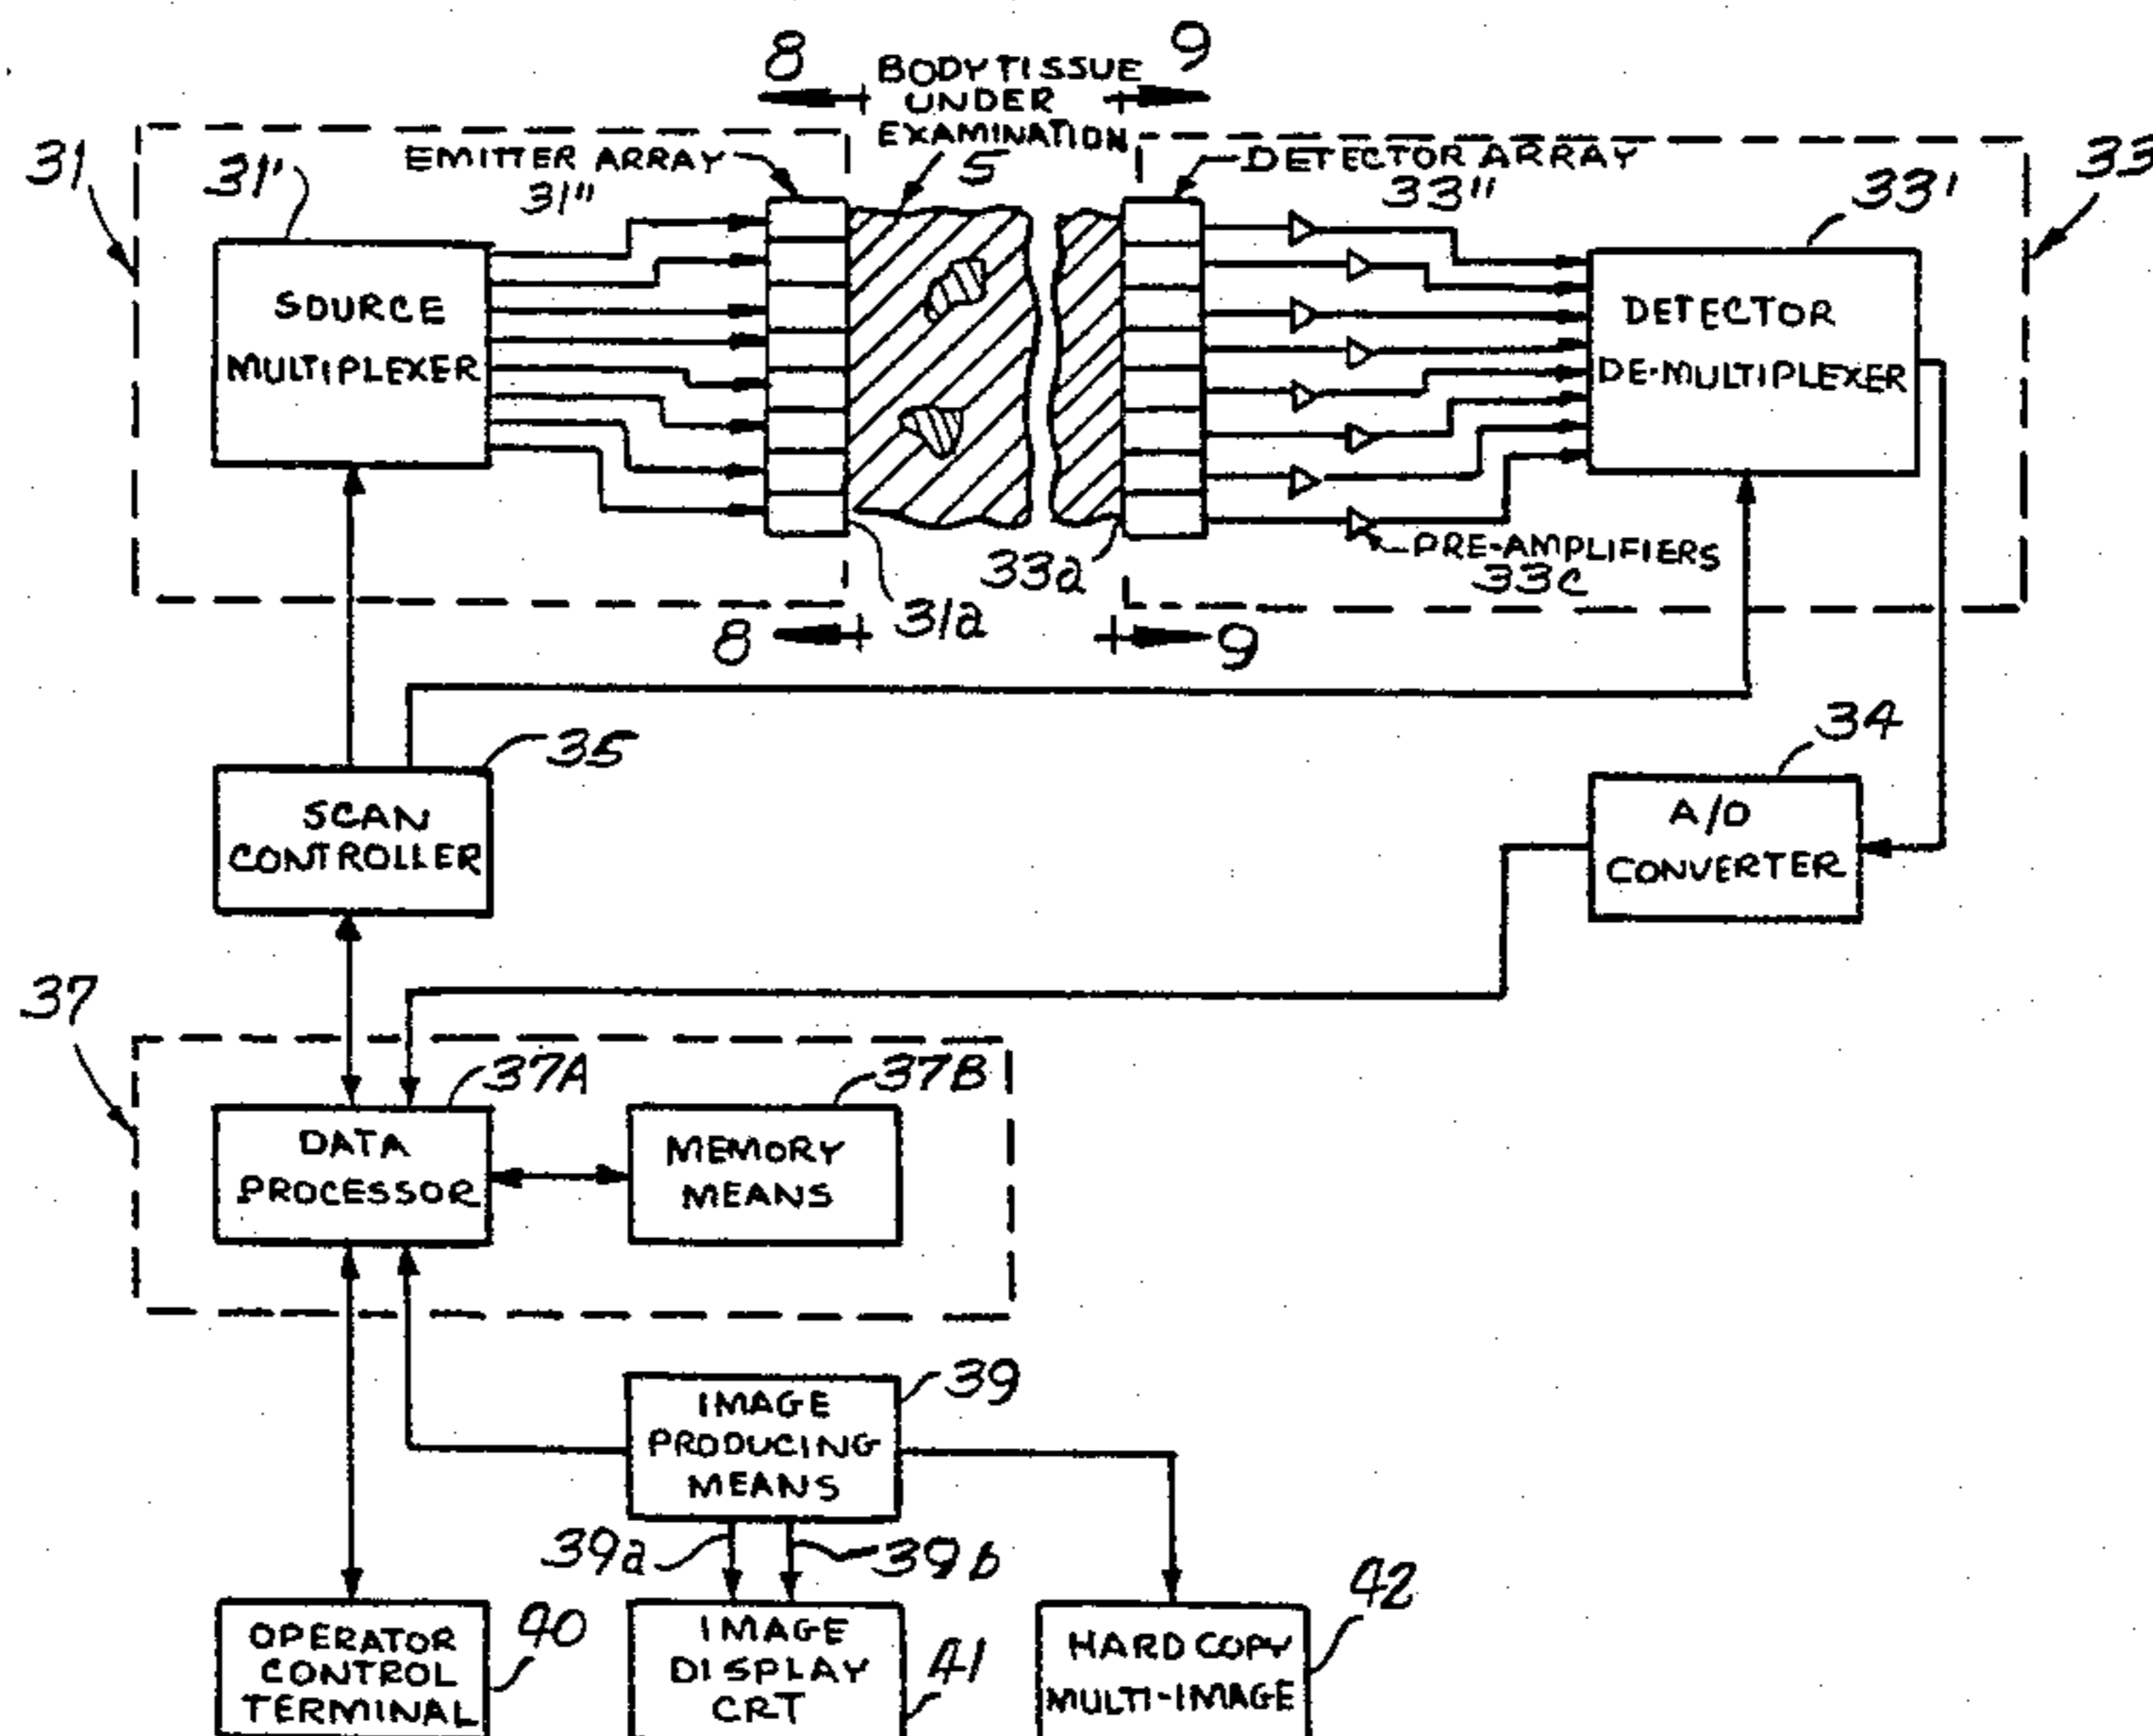 8
BODY TISSUE
UNDER
EXAMINATION
9
31
31'
EMITTER ARRAY
31"
5
DETECTOR ARRAY
33"
33'
33
SOURCE
MULTIPLEXER
DETECTOR
DE-MULTIPLEXER
33a
PRE-AMPLIFIERS
33c
31a
8
9
35
34
SCAN
CONTROLLER
A/D
CONVERTER
37
37A
37B
DATA
PROCESSOR
MEMORY
MEANS
39
IMAGE
PRODUCING
MEANS
39a
39b
40
41
42
OPERATOR
CONTROL
TERMINAL
IMAGE
DISPLAY
CRT
HARD COPY
MULTI-IMAGE